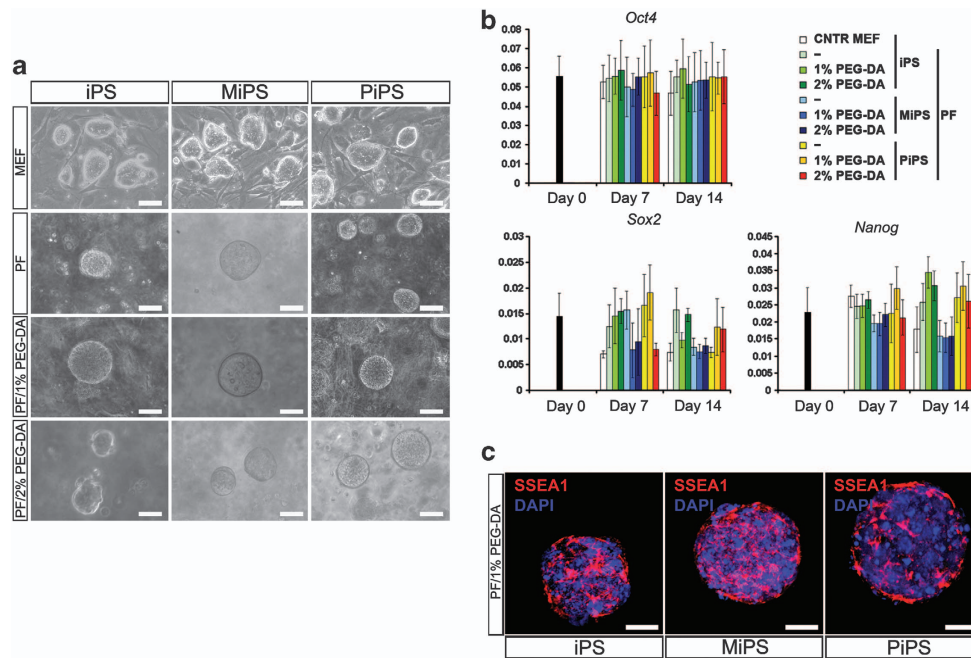 a
iPS MiPS PiPS
MEF
PF
PF/1% PEG-DA
PF/2% PEG-DA
b
Oct4
0.08
0.07
0.06
0.05
0.04
0.03
0.02
0.01
0
Day 0 Day 7 Day 14
CNTR MEF
–
1% PEG-DA
2% PEG-DA
iPS
–
1% PEG-DA
2% PEG-DA
MiPS
–
1% PEG-DA
2% PEG-DA
PiPS
PF
Sox2
0.03
0.025
0.02
0.015
0.01
0.005
0
Day 0 Day 7 Day 14
Nanog
0.045
0.04
0.035
0.03
0.025
0.02
0.015
0.01
0.005
0
Day 0 Day 7 Day 14
c
PF/1% PEG-DA
SSEA1
DAPI
SSEA1
DAPI
SSEA1
DAPI
iPS MiPS PiPS